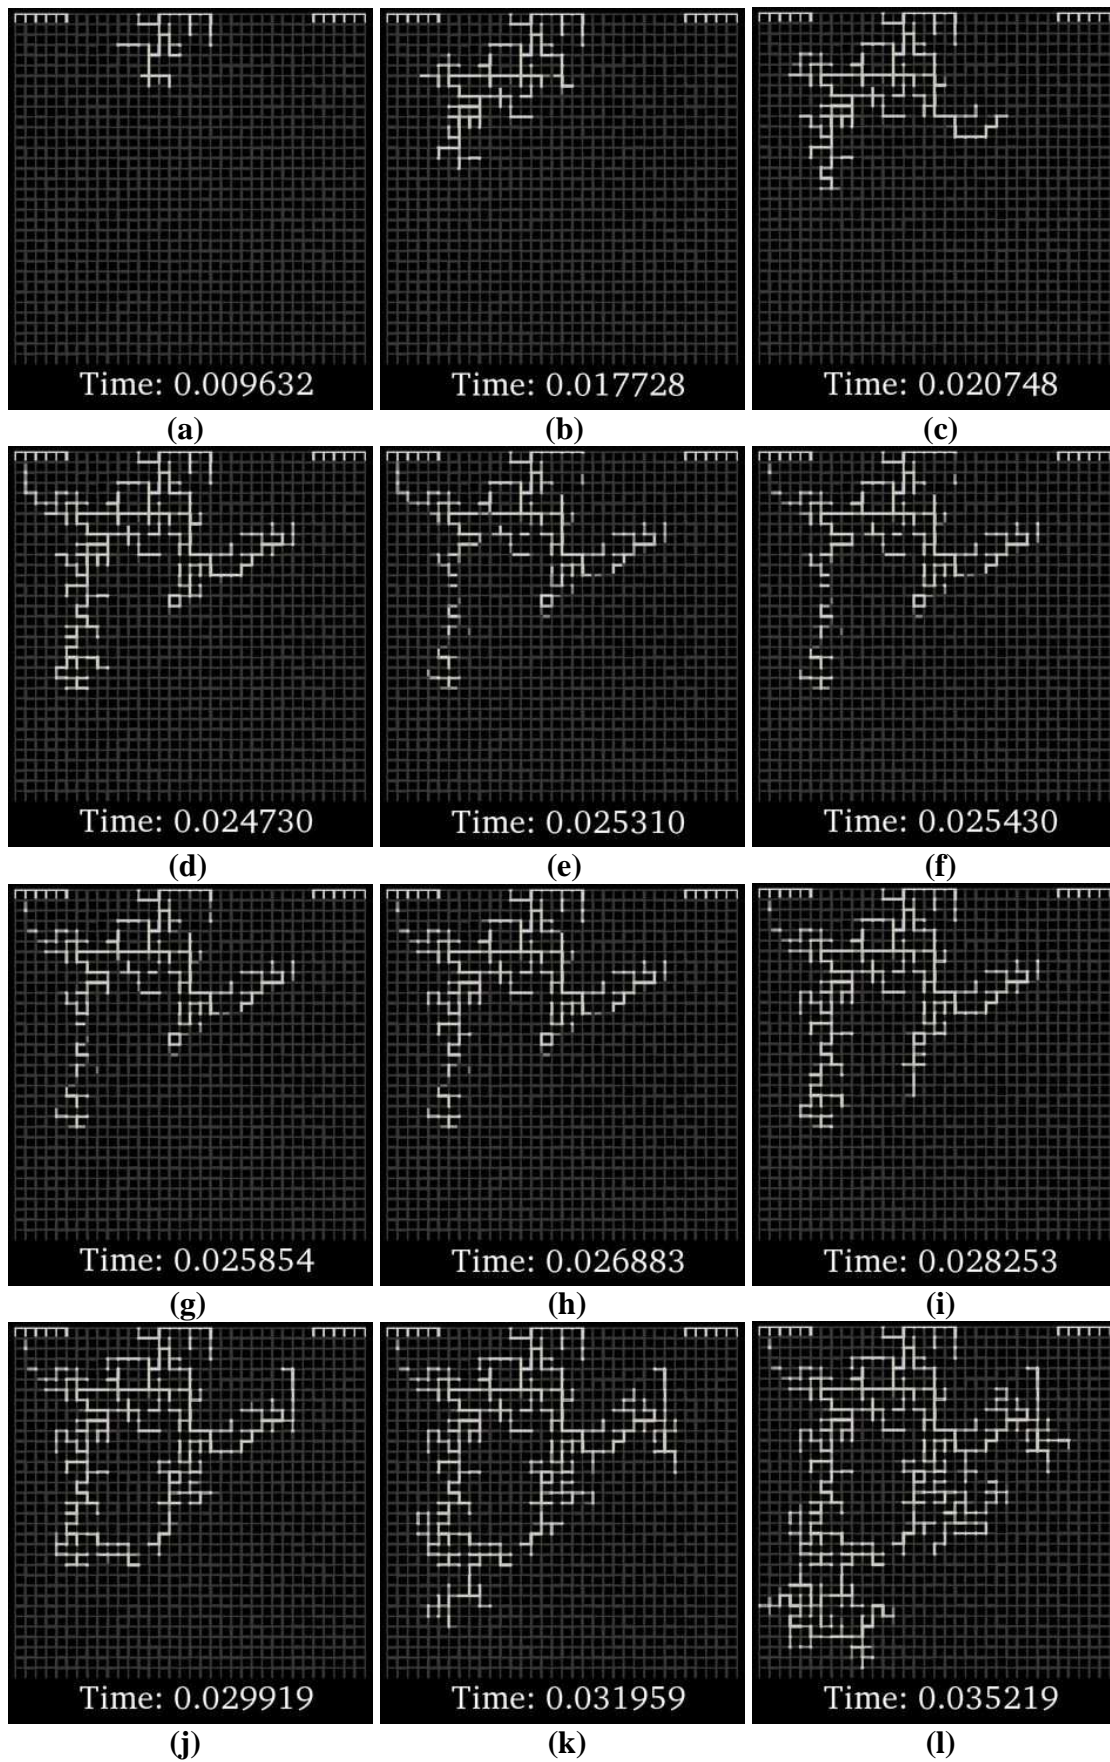 Time: 0.009632 Time: 0.017728 Time: 0.020748
(a) (b) (c)
Time: 0.024730 Time: 0.025310 Time: 0.025430
(d) (e) (f)
Time: 0.025854 Time: 0.026883 Time: 0.028253
(g) (h) (i)
Time: 0.029919 Time: 0.031959 Time: 0.035219
(j) (k) (l)